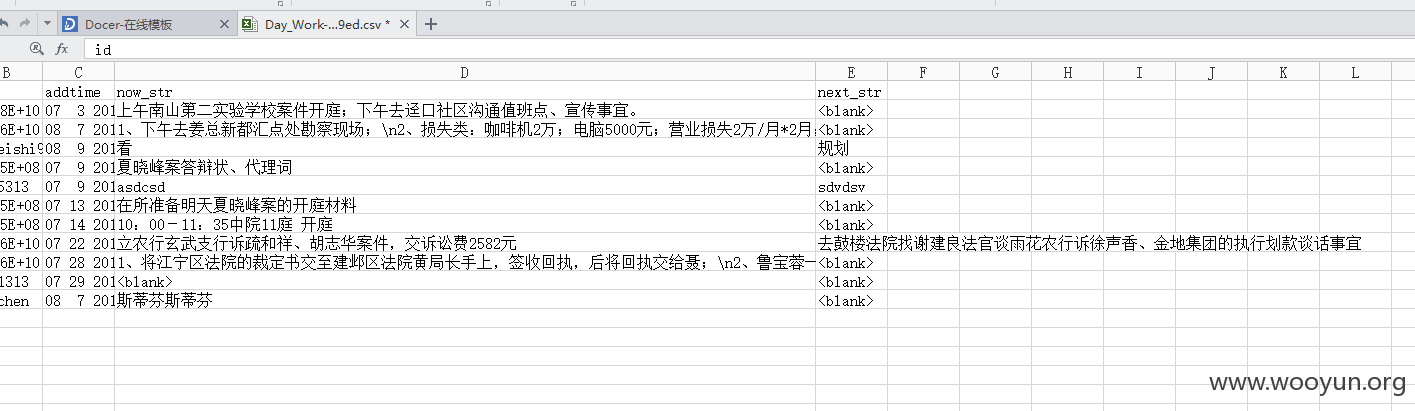 Docer-在线模板 Day_Work-...9ed.csv *
fx id
B C D E F G H I J K L
addtime now_str next_str
8E+10 07 3 201 上午南山第二实验学校案件开庭；下午去迳口社区沟通值班点、宣传事宜。 <blank>
6E+10 08 7 201 1、下午去姜总新都汇点处勘察现场；\n2、损失类：咖啡机2万；电脑5000元；营业损失2万/月*2月 <blank>
eishi9 08 9 201 看 规划
5E+08 07 9 201 夏晓峰案答辩状、代理词 <blank>
5313 07 9 201 asdcsd sdvdsv
5E+08 07 13 201 在所准备明天夏晓峰案的开庭材料 <blank>
5E+08 07 14 201 10：00－11：35中院11庭 开庭 <blank>
6E+10 07 22 201 立农行玄武支行诉疏和祥、胡志华案件，交诉讼费2582元 去鼓楼法院找谢建良法官谈雨花农行诉徐声香、金地集团的执行划款谈话事宜
6E+10 07 28 201 1、将江宁区法院的裁定书交至建邺区法院黄局长手上，签收回执，后将回执交给聂；\n2、鲁宝蓉 <blank>
1313 07 29 201 <blank> <blank>
chen 08 7 201 斯蒂芬斯蒂芬 <blank>
www.wooyun.org